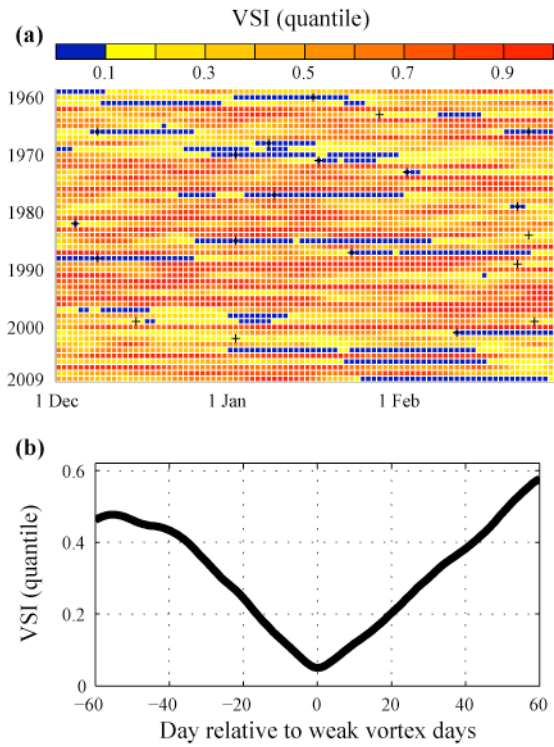 VSI (quantile)
(a)
0.1 0.3 0.5 0.7 0.9
1960
1970
1980
1990
2000
2009
1 Dec 1 Jan 1 Feb
(b)
0.6
0.4
0.2
0
VSI (quantile)
−60 −40 −20 0 20 40 60
Day relative to weak vortex days